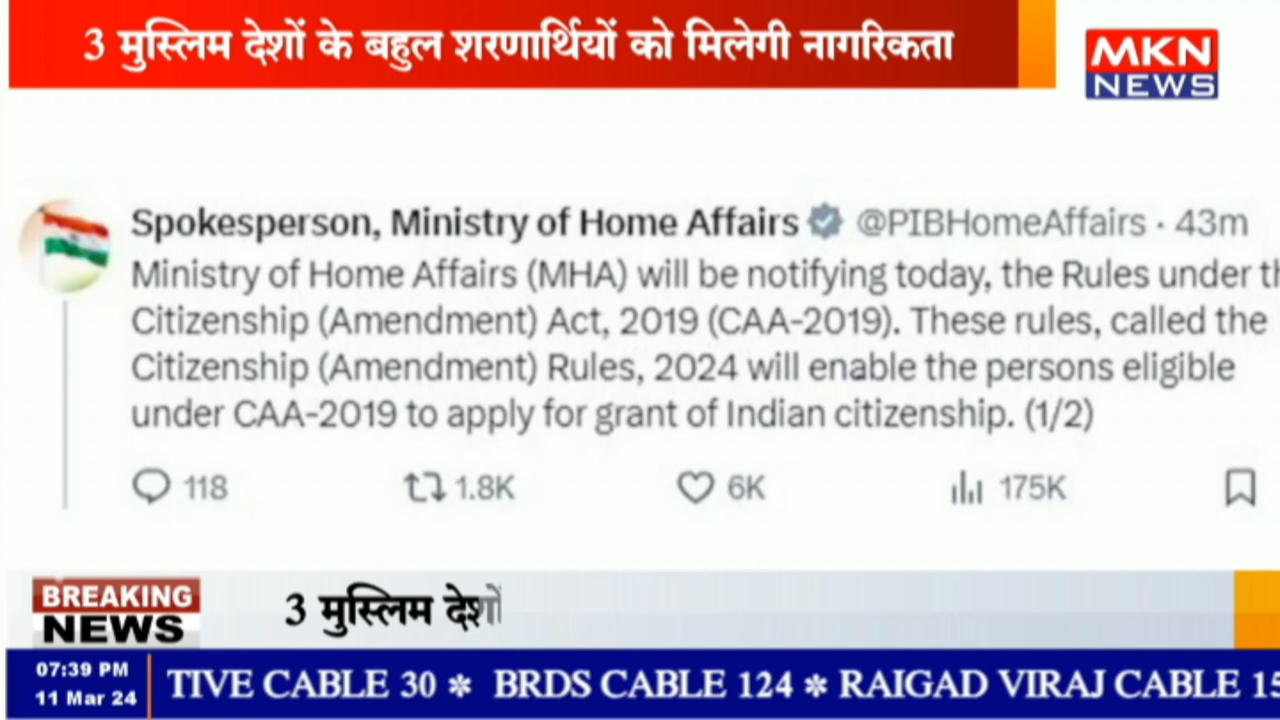 3 मुस्लिम देशों के बहुल शरणार्थियों को मिलेगी नागरिकता
MKN
NEWS
Spokesperson, Ministry of Home Affairs @PIBHomeAffairs · 43m
Ministry of Home Affairs (MHA) will be notifying today, the Rules under
Citizenship (Amendment) Act, 2019 (CAA-2019). These rules, called the
Citizenship (Amendment) Rules, 2024 will enable the persons eligible
under CAA-2019 to apply for grant of Indian citizenship. (1/2)
118 1.8K 6K 175K
BREAKING
NEWS
3 मुस्लिम देशों
07:39 PM
11 Mar 24
TIVE CABLE 30 * BRDS CABLE 124 * RAIGAD VIRAJ CABLE